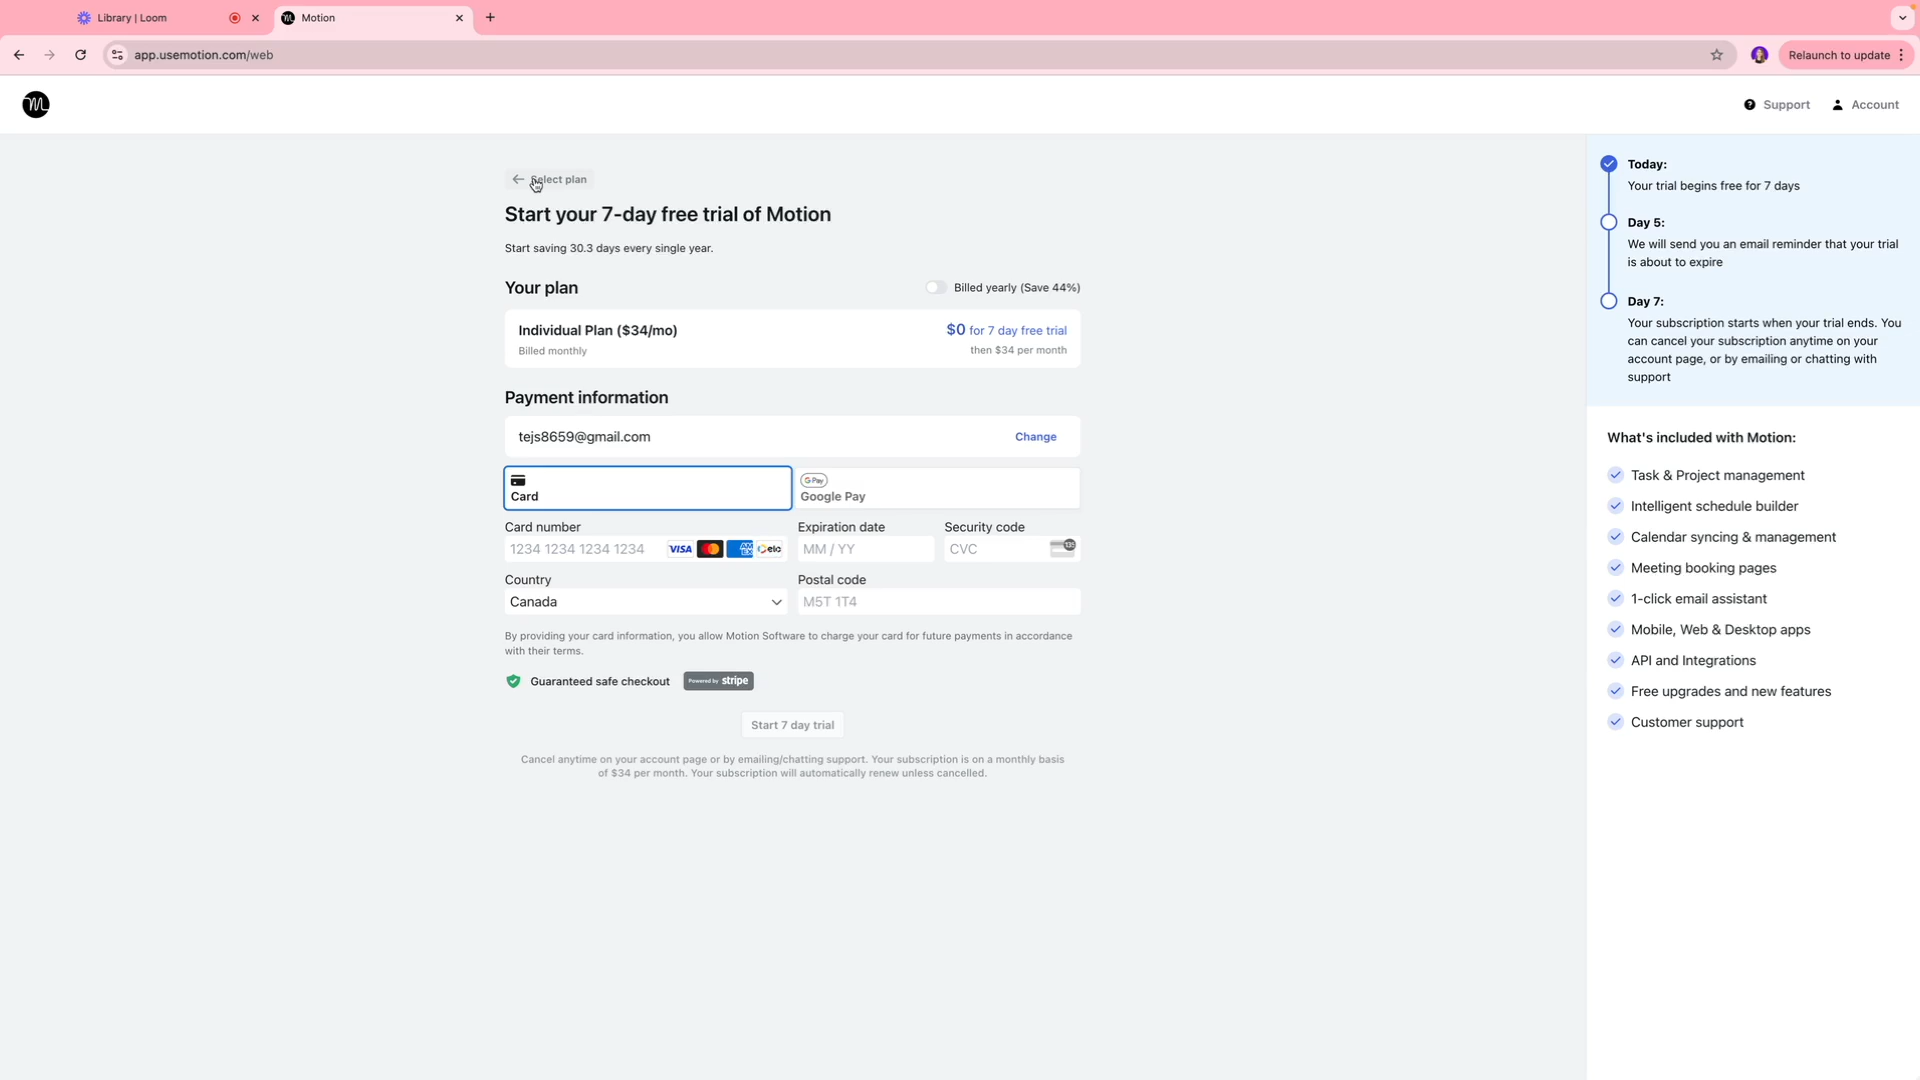 Library | Loom
Motion
app.usemotion.com/web
Relaunch to update
Support
Account
Select plan
Start your 7-day free trial of Motion
Start saving 30.3 days every single year.
Your plan
Billed yearly (Save 44%)
Individual Plan ($34/mo)
$0 for 7 day free trial
Billed monthly
then $34 per month
Payment information
tejs8659@gmail.com
Change
Card
G Pay
Google Pay
Card number
Expiration date
Security code
1234 1234 1234 1234
VISA
AM
EX
elo
MM / YY
CVC
135
Country
Postal code
Canada
M5T 1T4
By providing your card information, you allow Motion Software to charge your card for future payments in accordance
with their terms.
Guaranteed safe checkout
Powered by stripe
Start 7 day trial
Cancel anytime on your account page or by emailing/chatting support. Your subscription is on a monthly basis
of $34 per month. Your subscription will automatically renew unless cancelled.
Today:
Your trial begins free for 7 days
Day 5:
We will send you an email reminder that your trial
is about to expire
Day 7:
Your subscription starts when your trial ends. You
can cancel your subscription anytime on your
account page, or by emailing or chatting with
support
What's included with Motion:
Task & Project management
Intelligent schedule builder
Calendar syncing & management
Meeting booking pages
1-click email assistant
Mobile, Web & Desktop apps
API and Integrations
Free upgrades and new features
Customer support